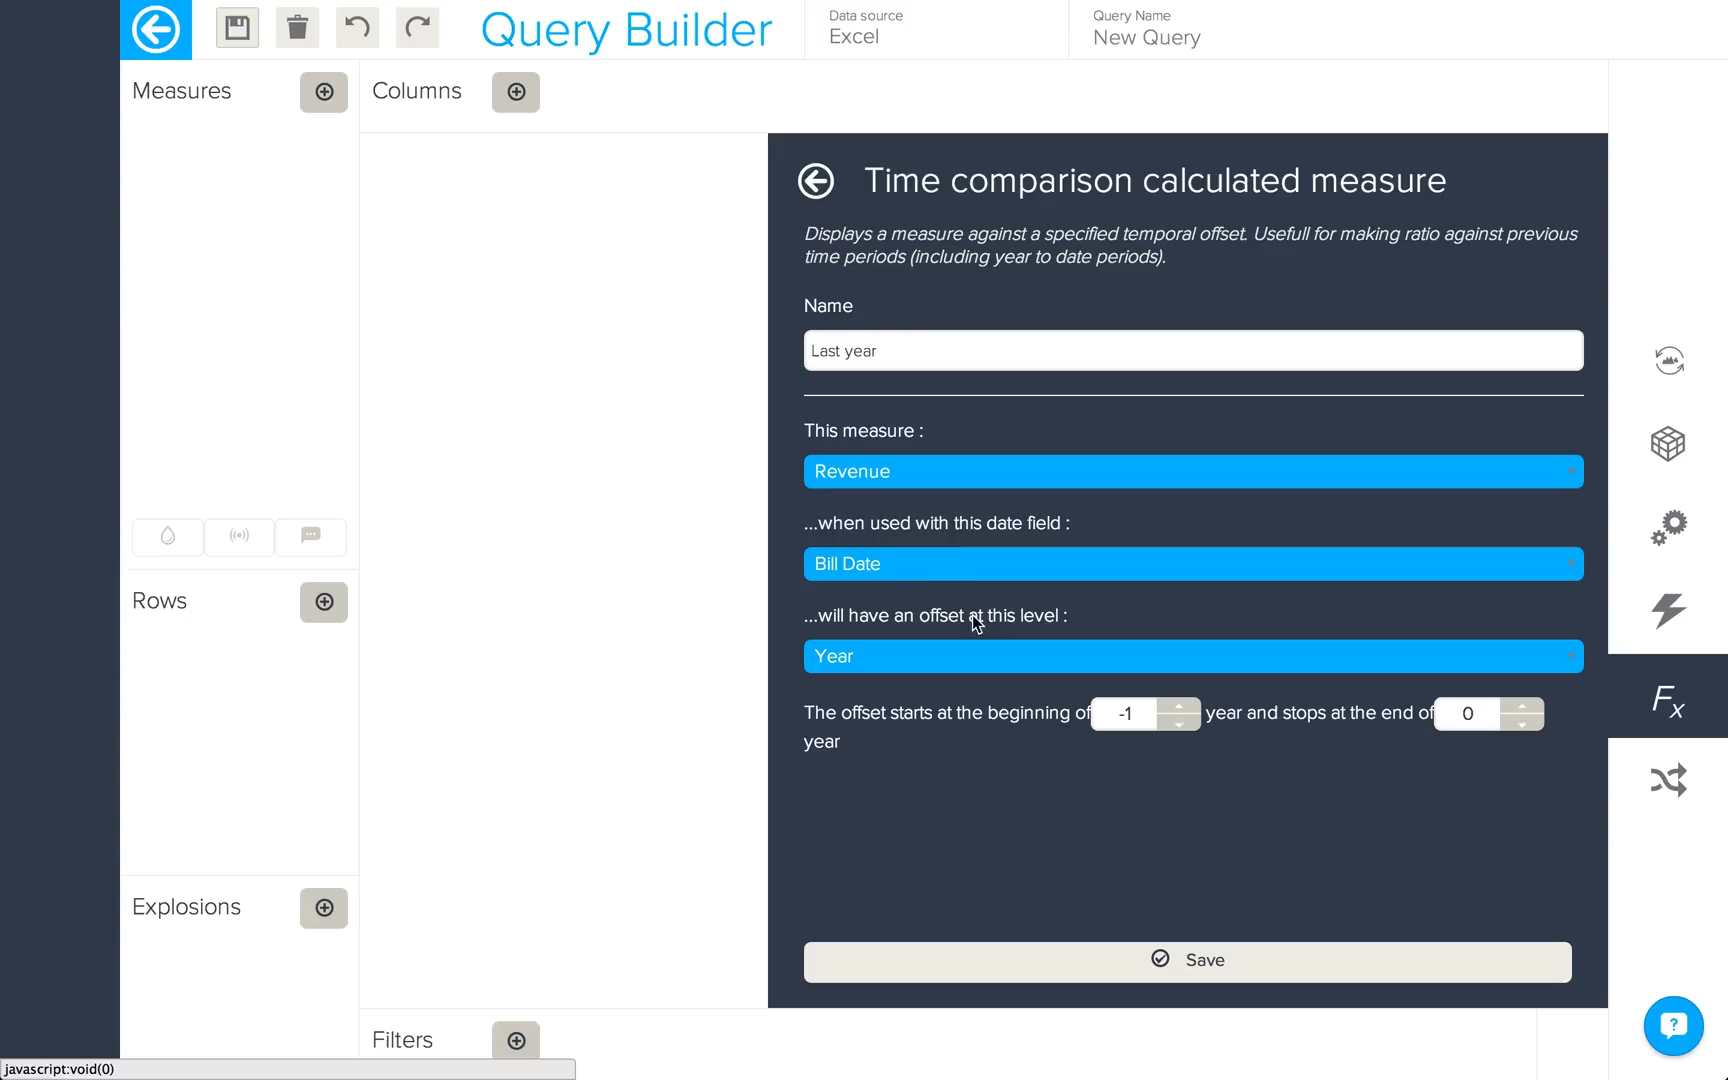 Query Builder
Data source
Excel
Query Name
New Query
Measures
Columns
Time comparison calculated measure
Displays a measure against a specified temporal offset. Usefull for making ratio against previous
time periods (including year to date periods).
Name
Last year
This measure :
Revenue
...when used with this date field :
Bill Date
...will have an offset at this level :
Year
The offset starts at the beginning of -1 year and stops at the end of 0
year
Rows
Fx
Explosions
Save
Filters
javascript:void(0)